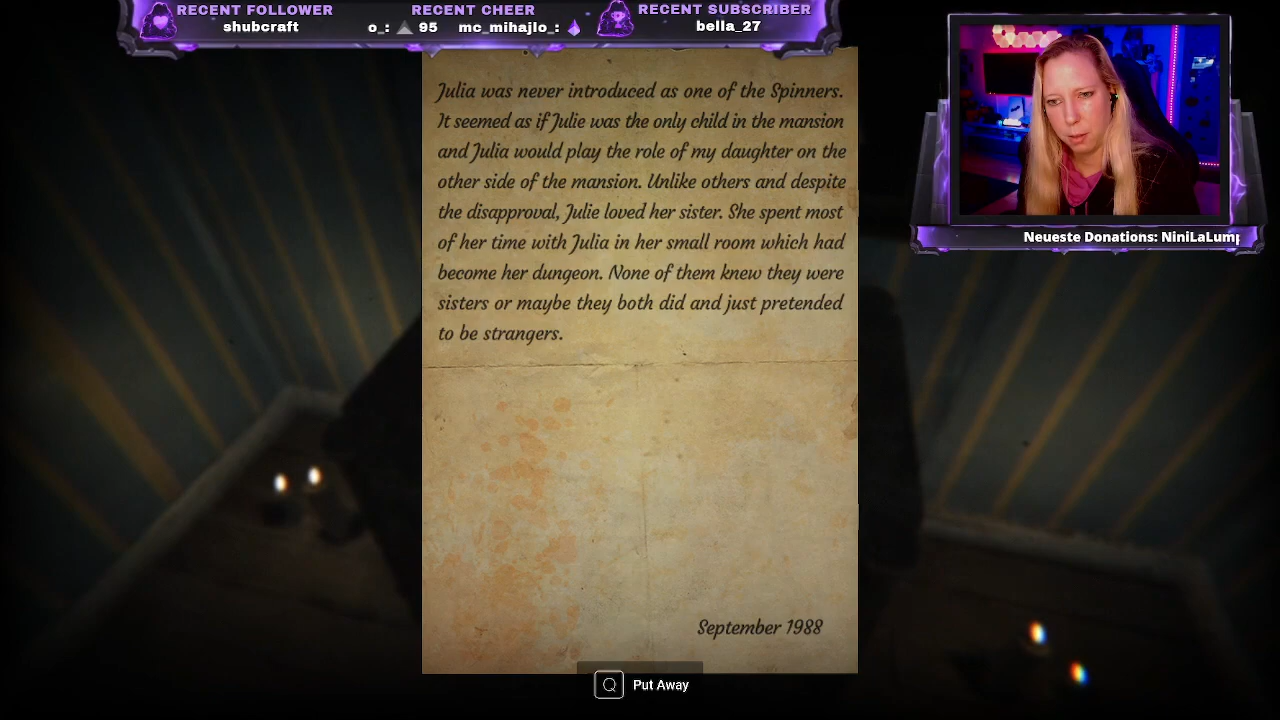 RECENT FOLLOWER
shubcraft
RECENT CHEER
o_: 95 mc_mihajlo_:
RECENT SUBSCRIBER
bella_27
Neueste Donations: NiniLaLum
Julia was never introduced as one of the Spinners.
It seemed as if Julie was the only child in the mansion
and Julia would play the role of my daughter on the
other side of the mansion. Unlike others and despite
the disapproval, Julie loved her sister. She spent most
of her time with Julia in her small room which had
become her dungeon. None of them knew they were
sisters or maybe they both did and just pretended
to be strangers.
September 1988
Q Put Away